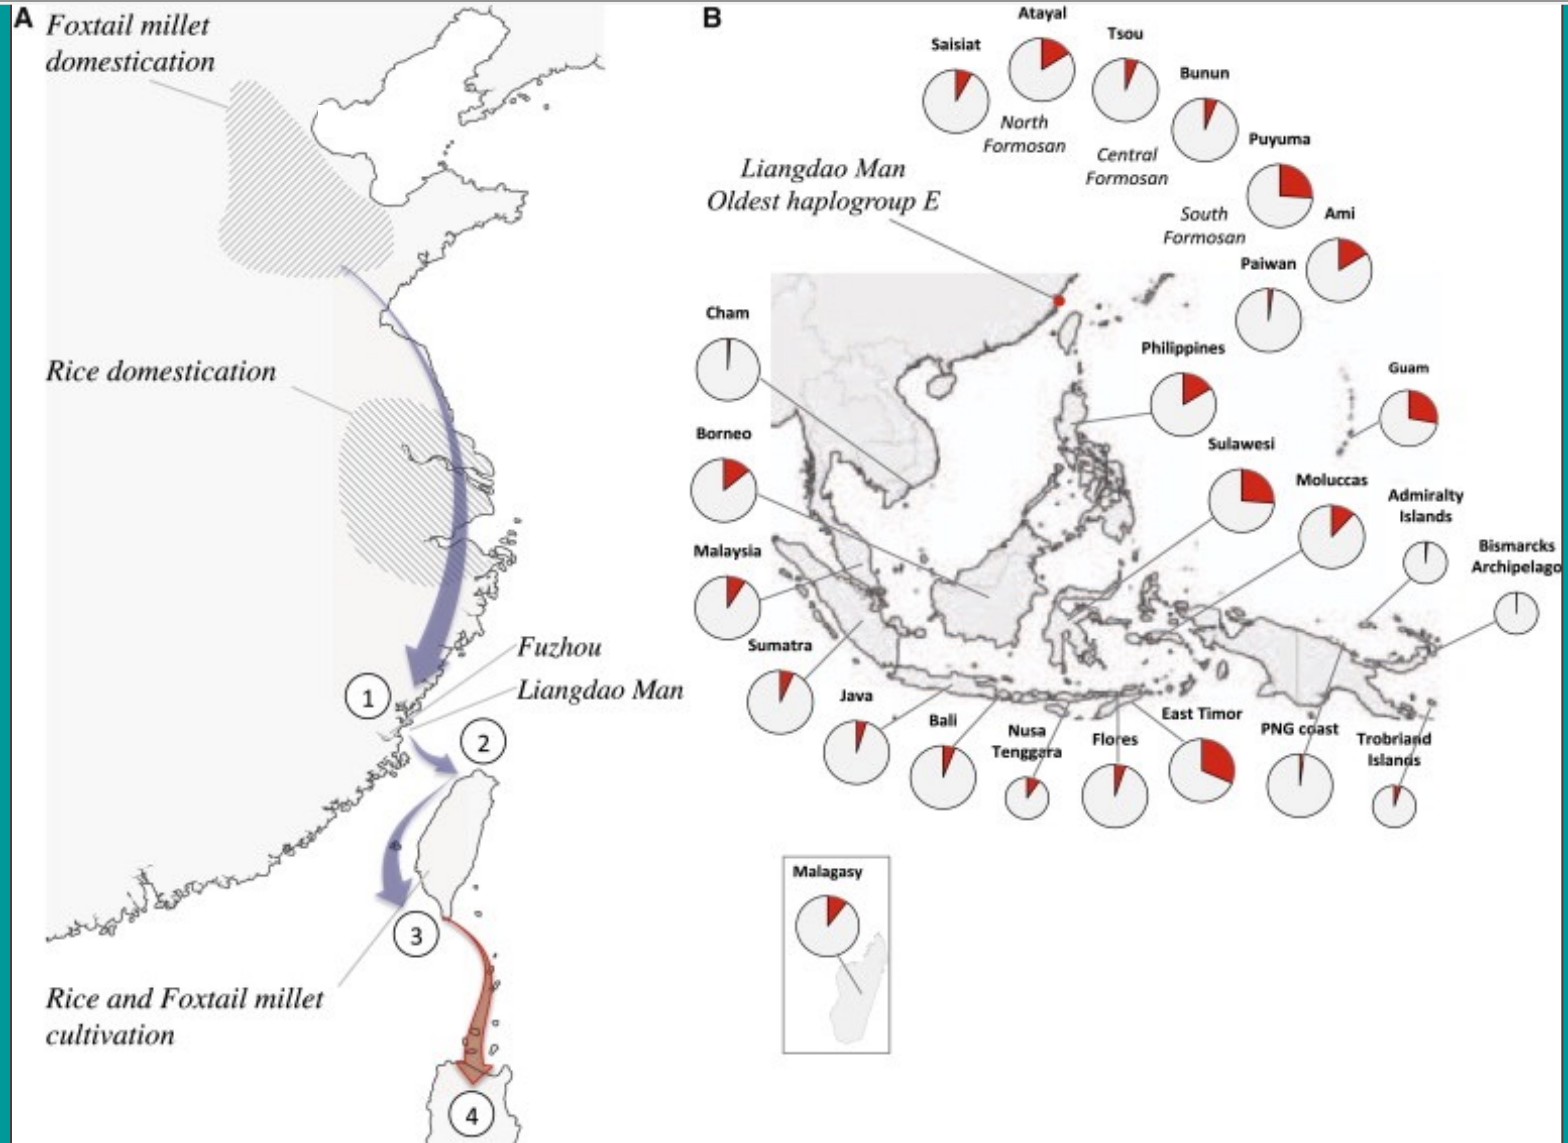 A
Foxtail millet
domestication
Rice domestication
Fuzhou
Liangdao Man
1
2
3
4
Rice and Foxtail millet
cultivation
B
Saisiat
Atayal
Tsou
Bunun
Puyuma
Ami
Paiwan
North
Formosan
Central
Formosan
South
Formosan
Liangdao Man
Oldest haplogroup E
Cham
Borneo
Malaysia
Sumatra
Java
Bali
Nusa
Tenggara
Flores
East Timor
PNG coast
Trobriand
Islands
Philippines
Guam
Sulawesi
Moluccas
Admiralty
Islands
Bismarcks
Archipelago
Malagasy